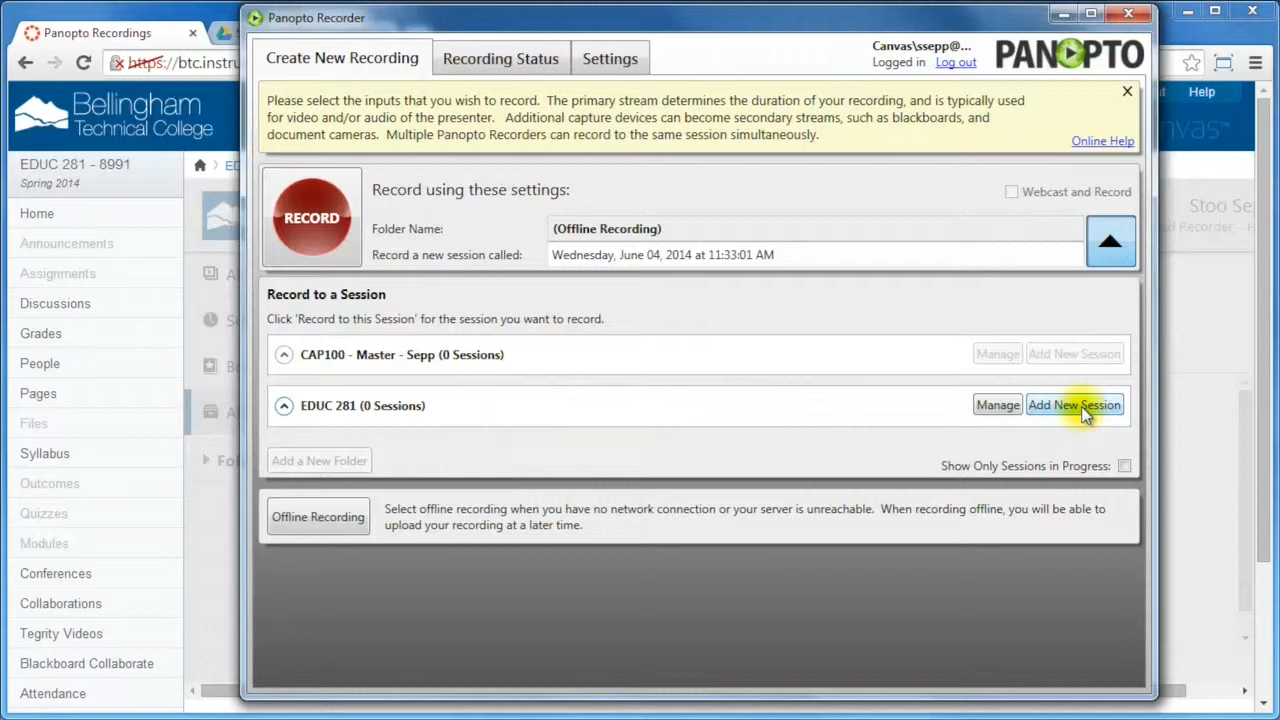 Panopto Recordings
https://btc.instru
Bellingham
Technical College
EDUC 281 - 8991
Spring 2014
Home
Announcements
Assignments
Discussions
Grades
People
Pages
Files
Syllabus
Outcomes
Quizzes
Modules
Conferences
Collaborations
Tegrity Videos
Blackboard Collaborate
Attendance
Panopto Recorder
Create New Recording
Recording Status
Settings
Canvas\ssepp@...
Logged in
Log out
PANOPTO
Please select the inputs that you wish to record. The primary stream determines the duration of your recording, and is typically used
for video and/or audio of the presenter. Additional capture devices can become secondary streams, such as blackboards, and
document cameras. Multiple Panopto Recorders can record to the same session simultaneously.
Online Help
RECORD
Record using these settings:
Webcast and Record
Folder Name:
(Offline Recording)
Record a new session called:
Wednesday, June 04, 2014 at 11:33:01 AM
Record to a Session
Click 'Record to this Session' for the session you want to record.
CAP100 - Master - Sepp (0 Sessions)
Manage
Add New Session
EDUC 281 (0 Sessions)
Manage
Add New Session
Add a New Folder
Show Only Sessions in Progress:
Offline Recording
Select offline recording when you have no network connection or your server is unreachable. When recording offline, you will be able to
upload your recording at a later time.
Help
Stoo Se